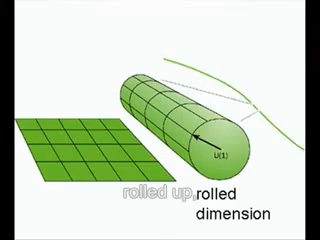 U(1)
rolled up,
rolled
dimension